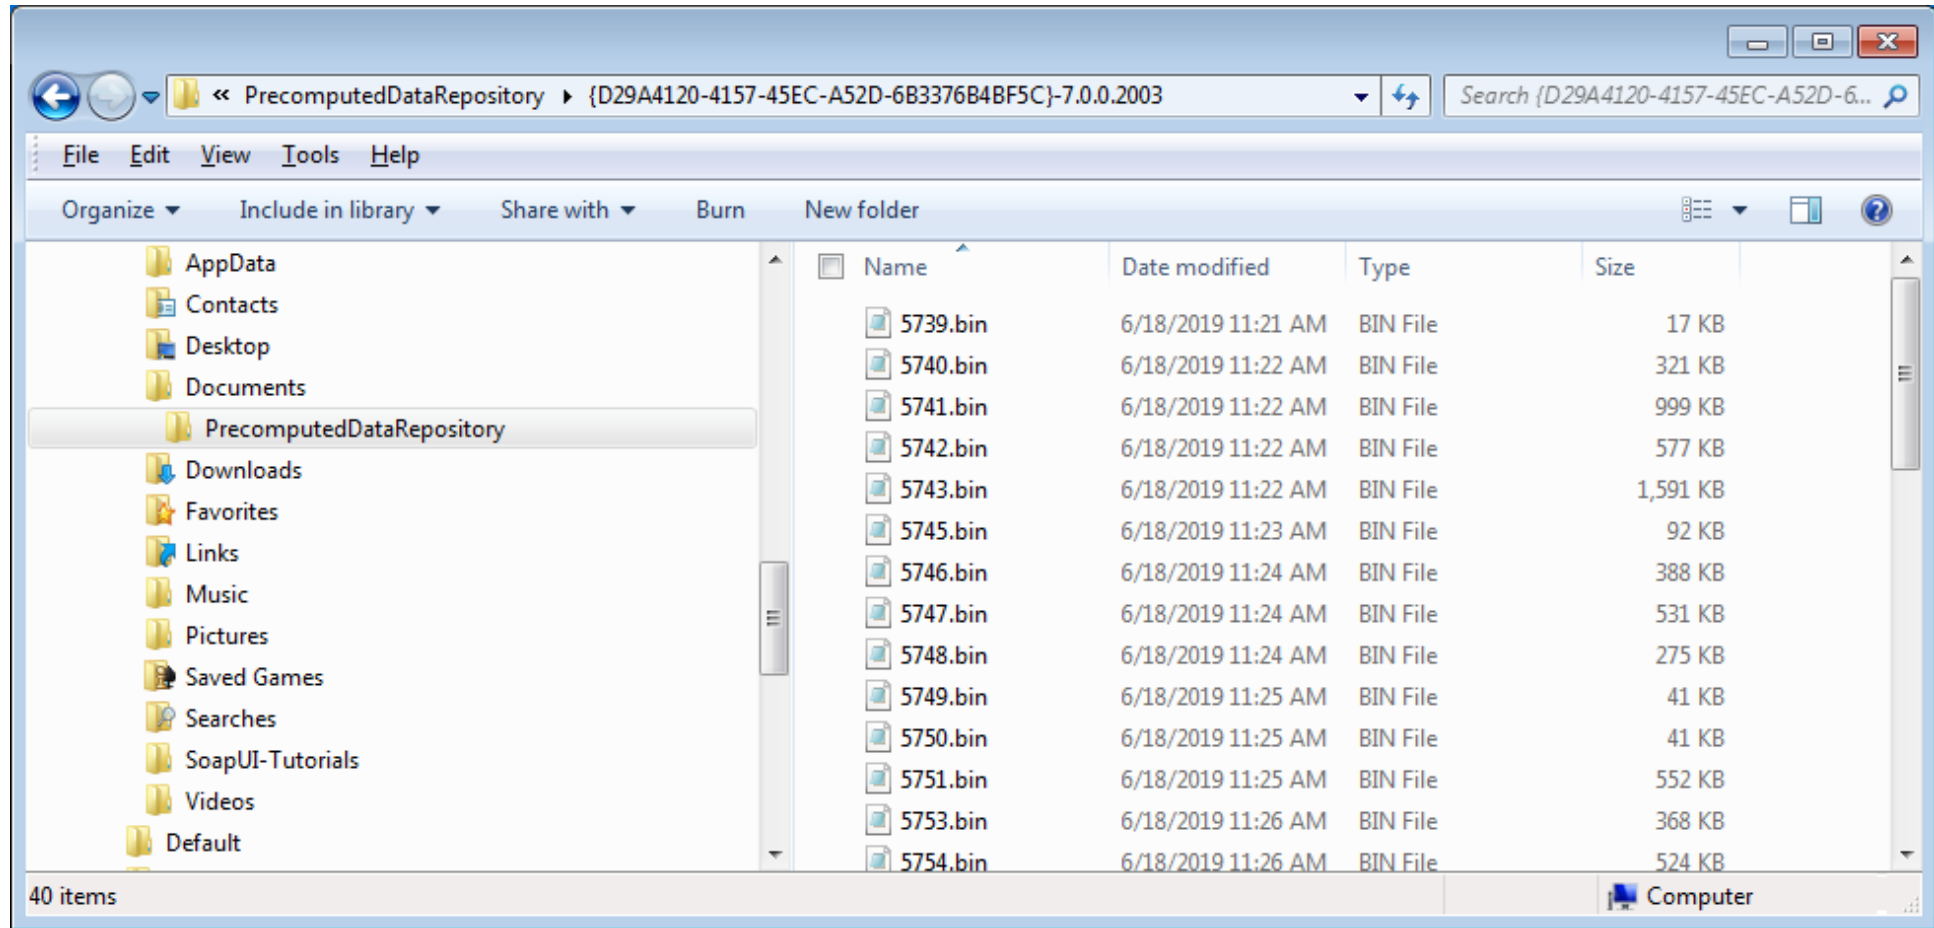 « PrecomputedDataRepository {D29A4120-4157-45EC-A52D-6B3376B4BF5C}-7.0.0.2003 Search {D29A4120-4157-45EC-A52D-6...
File Edit View Tools Help
Organize Include in library Share with Burn New folder
AppData
Contacts
Desktop
Documents
PrecomputedDataRepository
Downloads
Favorites
Links
Music
Pictures
Saved Games
Searches
SoapUI-Tutorials
Videos
Default
Name Date modified Type Size
5739.bin 6/18/2019 11:21 AM BIN File 17 KB
5740.bin 6/18/2019 11:22 AM BIN File 321 KB
5741.bin 6/18/2019 11:22 AM BIN File 999 KB
5742.bin 6/18/2019 11:22 AM BIN File 577 KB
5743.bin 6/18/2019 11:22 AM BIN File 1,591 KB
5745.bin 6/18/2019 11:23 AM BIN File 92 KB
5746.bin 6/18/2019 11:24 AM BIN File 388 KB
5747.bin 6/18/2019 11:24 AM BIN File 531 KB
5748.bin 6/18/2019 11:24 AM BIN File 275 KB
5749.bin 6/18/2019 11:25 AM BIN File 41 KB
5750.bin 6/18/2019 11:25 AM BIN File 41 KB
5751.bin 6/18/2019 11:25 AM BIN File 552 KB
5753.bin 6/18/2019 11:26 AM BIN File 368 KB
5754.bin 6/18/2019 11:26 AM BIN File 524 KB
40 items Computer